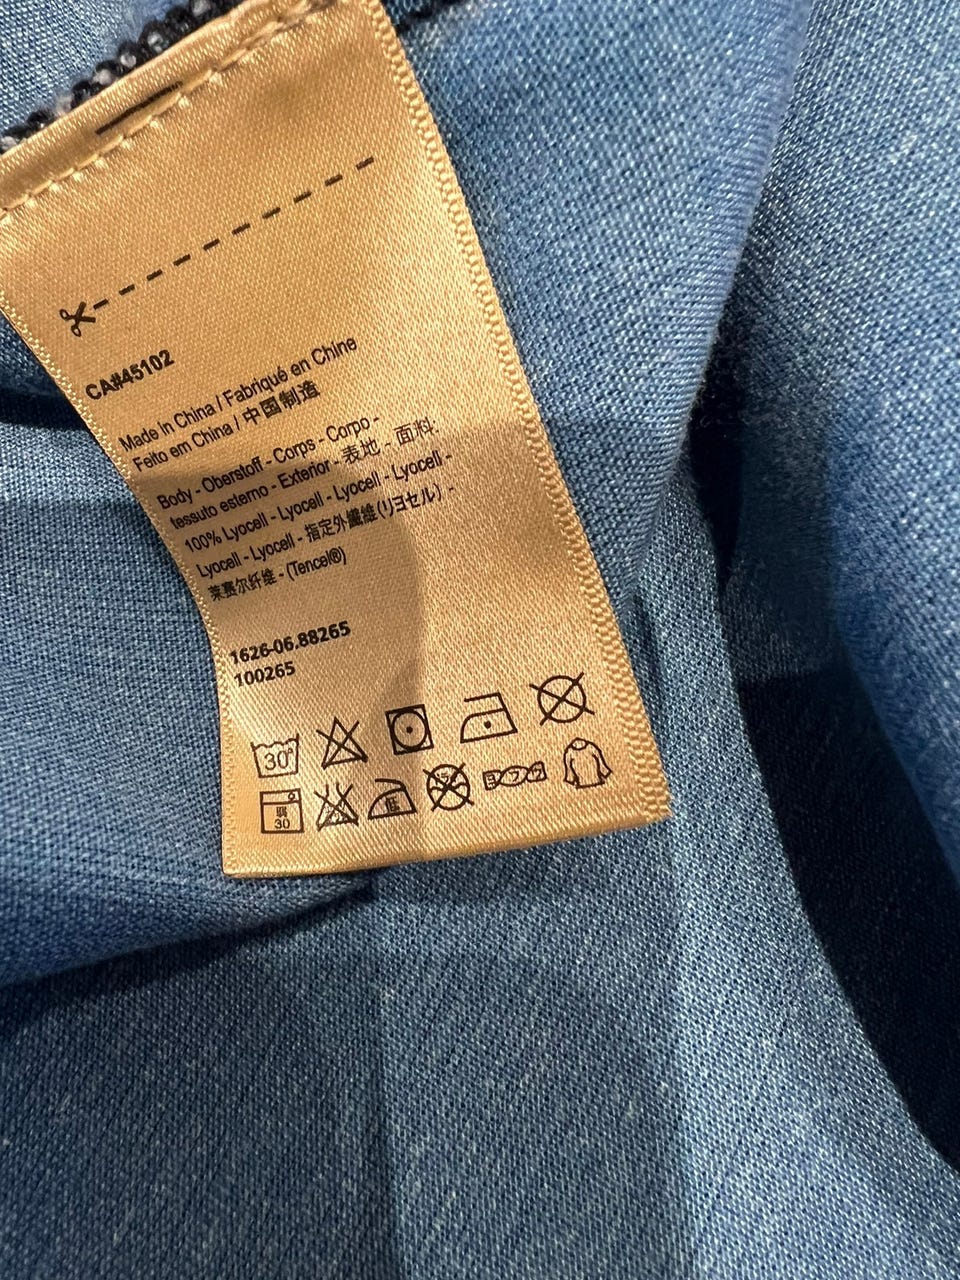 CA#45102
Made in China / Fabriqué en Chine
Feito em China / 中国制造
Body - Oberstoff - Corps - Corpo -
tessuto esterno - Exterior - 表地 - 面料
100% Lyocell - Lyocell - Lyocell - Lyocell -
Lyocell - Lyocell - 指定外繊維(リヨセル) -
莱赛尔纤维 - (Tencel®)
1626-06.88265
100265
30°
弱 30 低